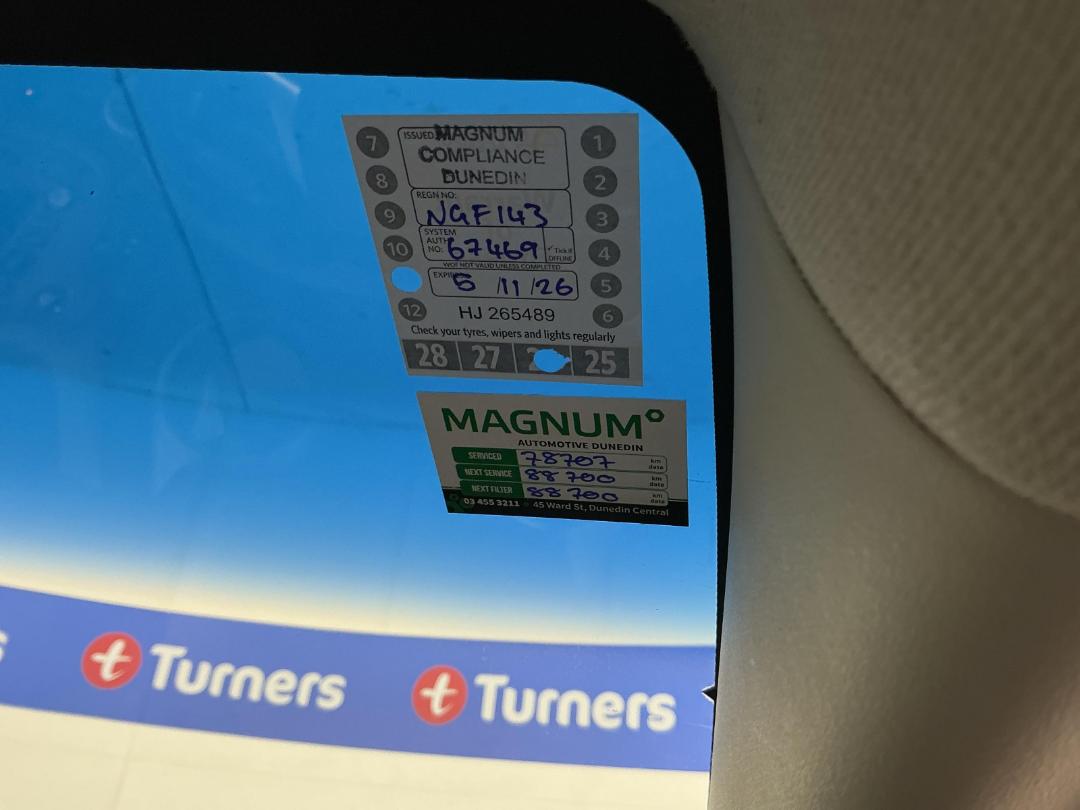 7
8
9
10
12
1
2
3
4
5
6
ISSUED
MAGNUM
COMPLIANCE
DUNEDIN
REGN NO:
NGF143
SYSTEM
AUTH
NO: 67469
✓ Tick if
OFFLINE
WOF NOT VALID UNLESS COMPLETED
5 /11 /26
HJ 265489
Check your tyres, wipers and lights regularly
28 27 25
MAGNUM
AUTOMOTIVE DUNEDIN
SERVICED 78707 km
date
NEXT SERVICE 88700 km
date
NEXT FILTER 88700 km
date
03 455 3211 45 Ward St, Dunedin Central
t Turners
t Turners